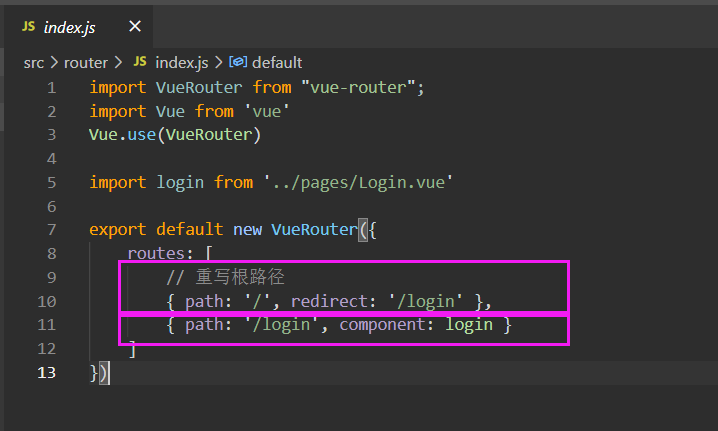 JS index.js ×
src > router > JS index.js > default
1 import VueRouter from "vue-router";
2 import Vue from 'vue'
3 Vue.use(VueRouter)
4
5 import login from '../pages/Login.vue'
6
7 export default new VueRouter({
8 routes: [
9 // 重写根路径
10 { path: '/', redirect: '/login' },
11 { path: '/login', component: login }
12 ]
13 })